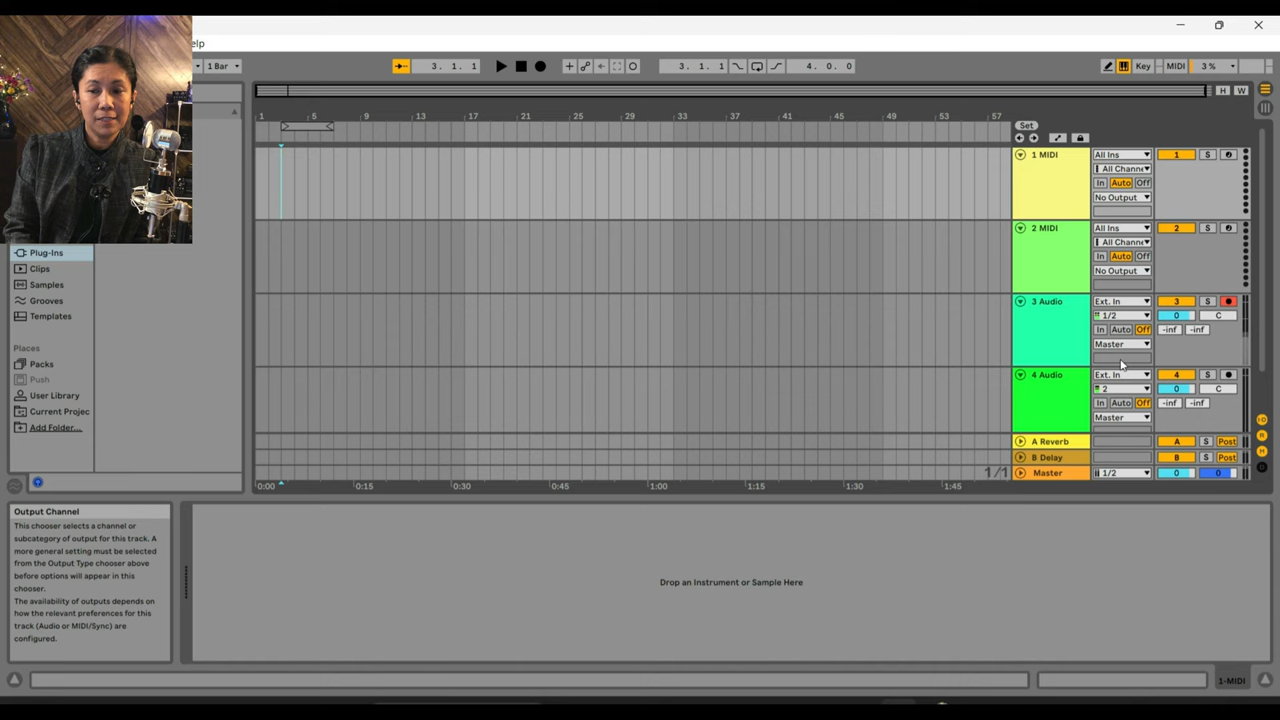 elp
1 Bar
3. 1. 1
3. 1. 1
4. 0. 0
Key
MIDI
3 %
H
W
1
5
9
13
17
21
25
29
33
37
41
45
49
53
57
Set
1 MIDI
All Ins
1
S
All Channe
In
Auto
Off
No Output
2 MIDI
All Ins
2
S
All Channe
In
Auto
Off
No Output
3 Audio
Ext. In
3
S
1/2
0
C
In
Auto
Off
-inf
-inf
Master
4 Audio
Ext. In
4
S
2
0
C
In
Auto
Off
-inf
-inf
Master
A Reverb
A
S
Post
B Delay
B
S
Post
1/1
Master
1/2
0
0
0:00
0:15
0:30
0:45
1:00
1:15
1:30
1:45
Plug-Ins
Clips
Samples
Grooves
Templates
Places
Packs
Push
User Library
Current Projec
Add Folder...
Output Channel
This chooser selects a channel or
subcategory of output for this track. A
more general setting must be selected
from the Output Type chooser above
before options will appear in this
chooser.
The availability of outputs depends on
how the relevant preferences for this
track (Audio or MIDI/Sync) are
configured.
Drop an Instrument or Sample Here
1-MIDI